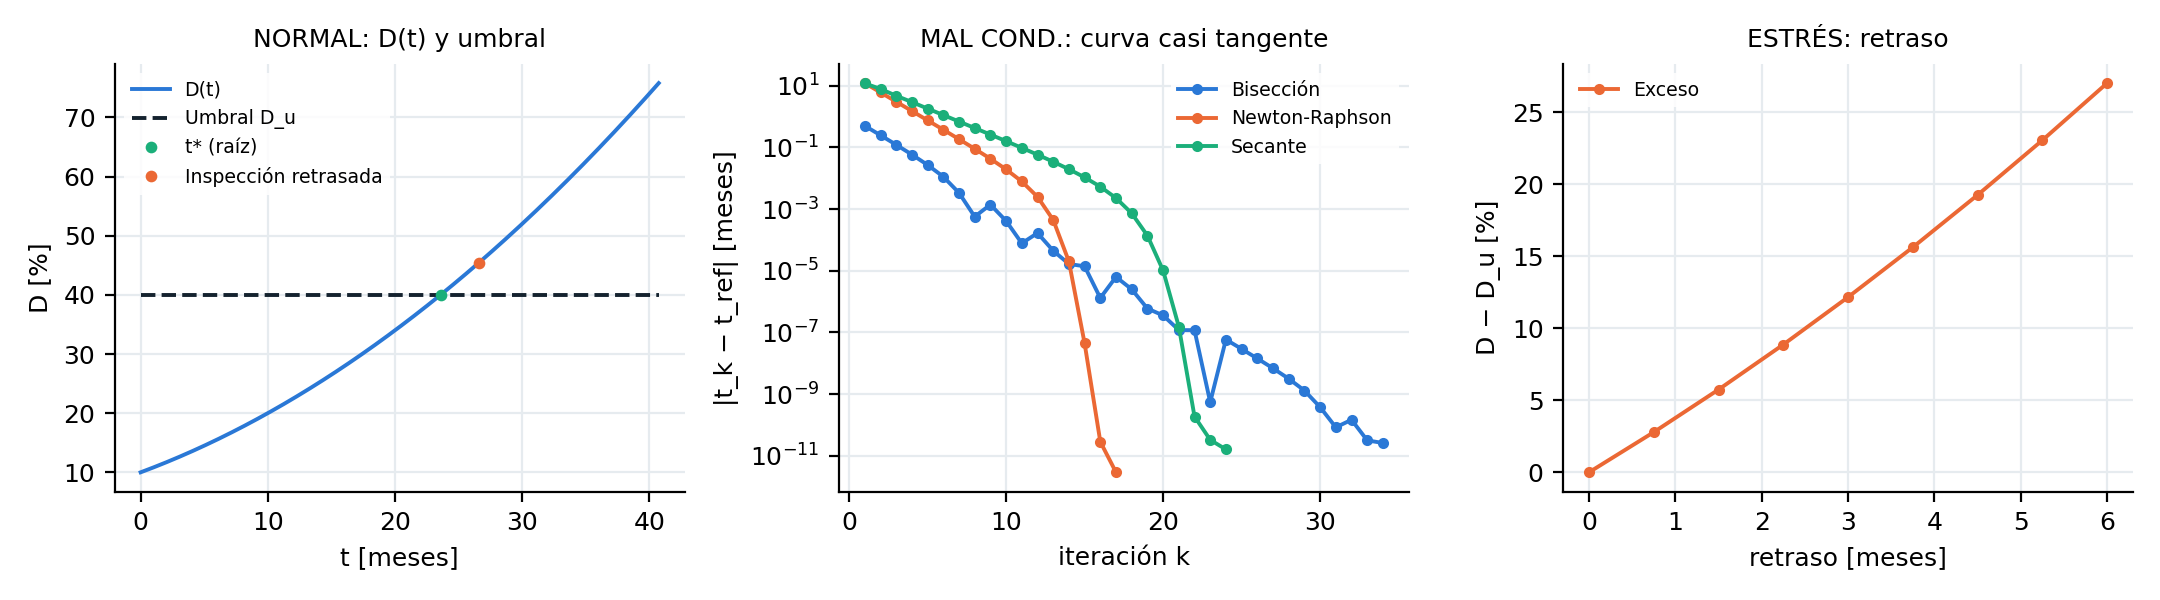 NORMAL: D(t) y umbral
D(t)
Umbral D_u
t* (raíz)
Inspección retrasada
D [%]
70
60
50
40
30
20
10
0 10 20 30 40
t [meses]
MAL COND.: curva casi tangente
Bisección
Newton-Raphson
Secante
|t_k − t_ref| [meses]
10^1
10^−1
10^−3
10^−5
10^−7
10^−9
10^−11
0 10 20 30
iteración k
ESTRÉS: retraso
Exceso
D − D_u [%]
25
20
15
10
5
0
0 1 2 3 4 5 6
retraso [meses]